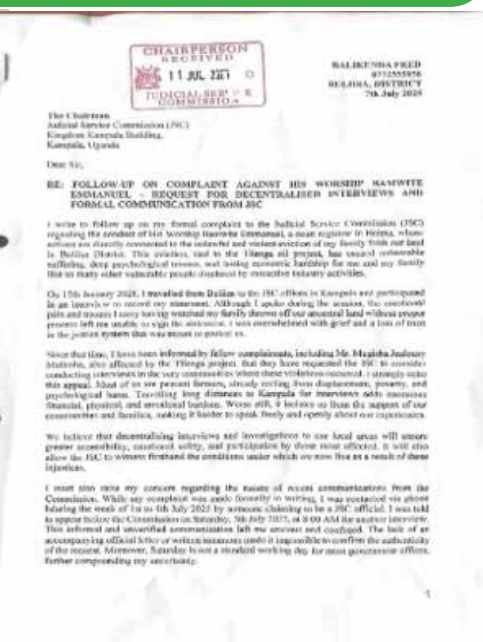 CHAIRPERSON
RECEIVED
11 JUL
JUDICIAL SERVICE
COMMISSION
BALIKENDA FRED
BULIISA, DISTRICT
7th July 2025
The Chairman
Judicial Service Commission (JSC)
Kingdom Kampala Building,
Kampala, Uganda
Dear Sir,
RE: FOLLOW-UP ON COMPLAINT AGAINST HIS WORSHIP
EMMANUEL – REQUEST FOR DECENTRALISED INTERVIEWS AND
FORMAL COMMUNICATION FROM JSC
I write to follow up on my formal complaint to the Judicial Service Commission (JSC)
regarding the conduct of His Worship Emmanuel, a court registrar in Hoima, whose
actions are directly connected to the unlawful and violent eviction of my family from our land
in Buliisa District. This eviction, tied to the Tilenga oil project, has caused
suffering, deep psychological trauma, and lasting economic hardship for me and my family
like so many other vulnerable people displaced by extractive industry activities.
On 15th January 2025, I travelled from Buliisa to the JSC offices in Kampala and participated
in an interview to record my statement. Although I spoke during the session, the emotional
pain and trauma I carry having watched my family thrown off our ancestral land without proper
process left me unable to sign the statement. I was overwhelmed with grief and a loss of trust
in the justice system that was meant to protect us.
Since that time, I have been informed by fellow complainants, including Mr. Mugisha Jealousy
Mulimba, also affected by the Tilenga project, that they have requested the JSC to consider
conducting interviews in the very communities where these violations occurred. I strongly echo
this appeal. Most of us are peasant farmers, already reeling from displacement, poverty, and
psychological harm. Travelling long distances to Kampala for interviews adds enormous
financial, physical, and emotional burdens. Worse still, it isolates us from the support of our
communities and families, making it harder to speak freely and openly about our experiences.
We believe that decentralising interviews and investigations to our local areas will ensure
greater accessibility, emotional safety, and participation by those most affected. It will also
allow the JSC to witness firsthand the conditions under which we now live as a result of these
injustices.
I must also raise my concern regarding the nature of recent communications from the
Commission. While my complaint was made formally in writing, I was contacted via phone
during the week of 1st to 4th July 2025 by someone claiming to be a JSC official. I was told
to appear before the Commission on Saturday, 5th July 2025, at 8:00 AM for another interview.
This informal and unverified communication left me anxious and confused. The lack of an
accompanying official letter or written summons made it impossible to confirm the authenticity
of the request. Moreover, Saturday is not a standard working day for most government offices,
further compounding my uncertainty.
1